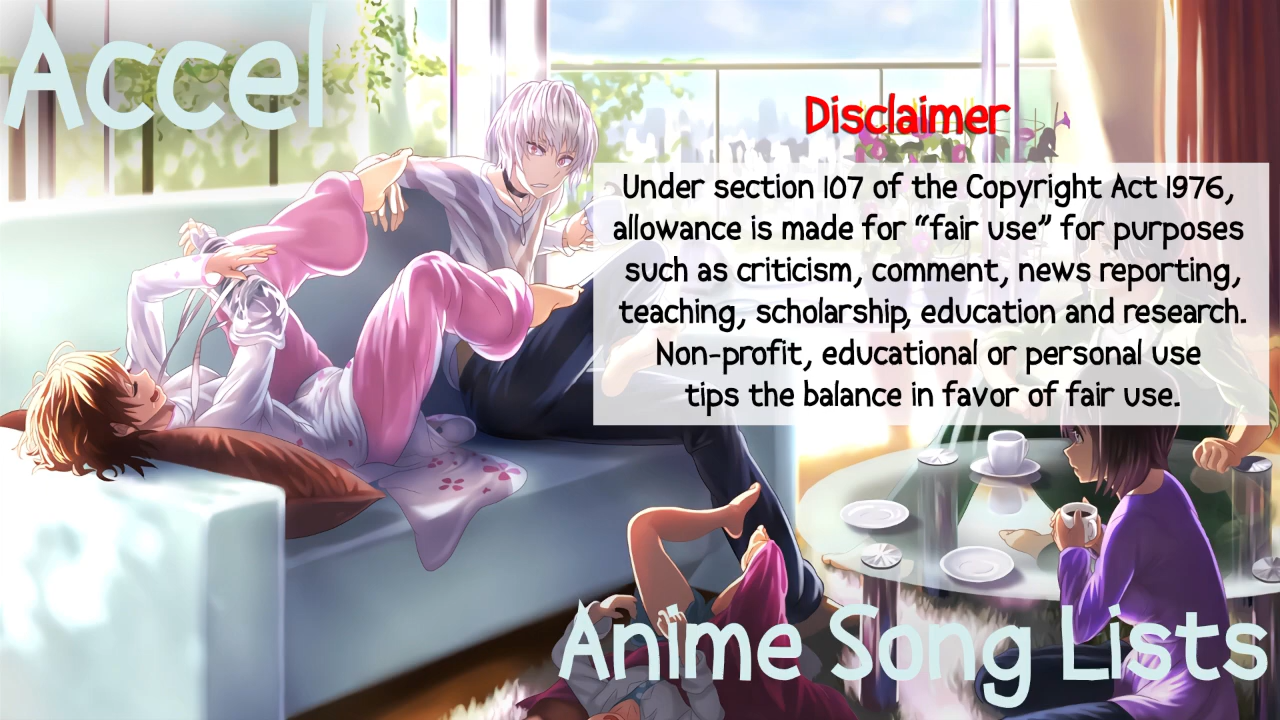 Accel
Disclaimer
Under section 107 of the Copyright Act 1976,
allowance is made for “fair use” for purposes
such as criticism, comment, news reporting,
teaching, scholarship, education and research.
Non-profit, educational or personal use
tips the balance in favor of fair use.
Anime Song Lists